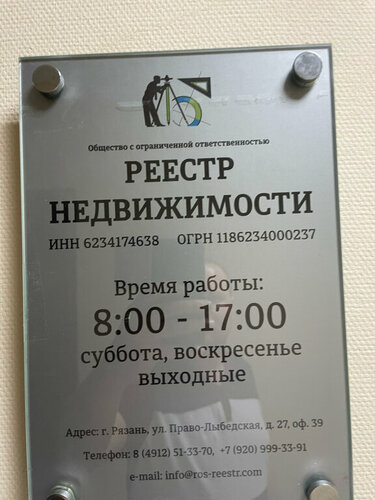 Общество с ограниченной ответственностью
РЕЕСТР
НЕДВИЖИМОСТИ
ИНН 6234174638 ОГРН 1186234000237
Время работы:
8:00 - 17:00
суббота, воскресенье
выходные
Адрес: г. Рязань, ул. Право-Лыбедская, д. 27, оф. 39
Телефон: 8 (4912) 51-33-70, +7 (920) 999-33-91
e-mail: info@ros-reestr.com